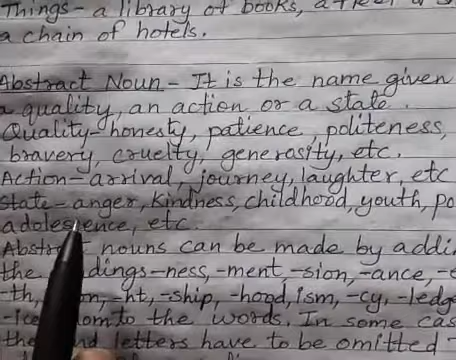 Things - a library of books, a
a chain of hotels.
Abstract Noun - It is the name given
a quality, an action or a state.
Quality - honesty, patience, politeness,
bravery, cruelty, generosity, etc.
Action - arrival, journey, laughter, etc
State - anger, kindness, childhood, youth, po
adolescence, etc.
Abstract nouns can be made by addi
the dings -ness, -ment, -sion, -ance,
-th, -ht, -ship, -hood, ism, -cy, -ledg
to the words. In some cas
the letters have to be omitted